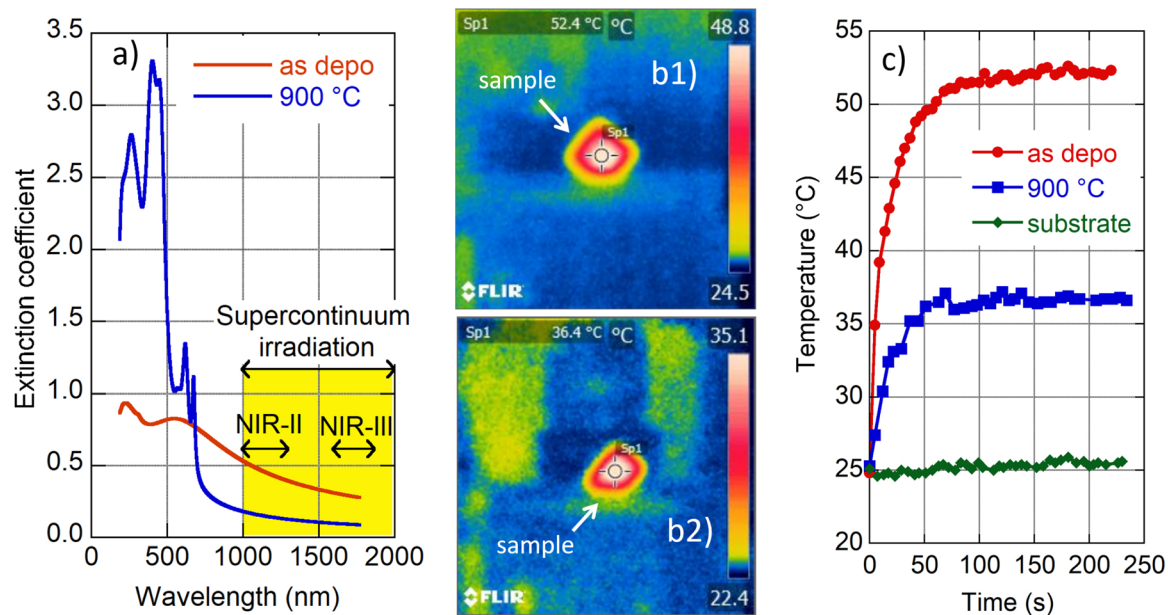 a)
as depo
900 °C
Supercontinuum
irradiation
NIR-II
NIR-III
Extinction coefficient
3.5
3.0
2.5
2.0
1.5
1.0
0.5
0.0
0 500 1000 1500 2000
Wavelength (nm)
Sp1 52.4 °C °C 48.8
sample
b1)
Sp1
FLIR
24.5
Sp1 36.4 °C °C 35.1
Sp1
sample
b2)
FLIR
22.4
c)
as depo
900 °C
substrate
Temperature (°C)
55
50
45
40
35
30
25
20
0 50 100 150 200 250
Time (s)